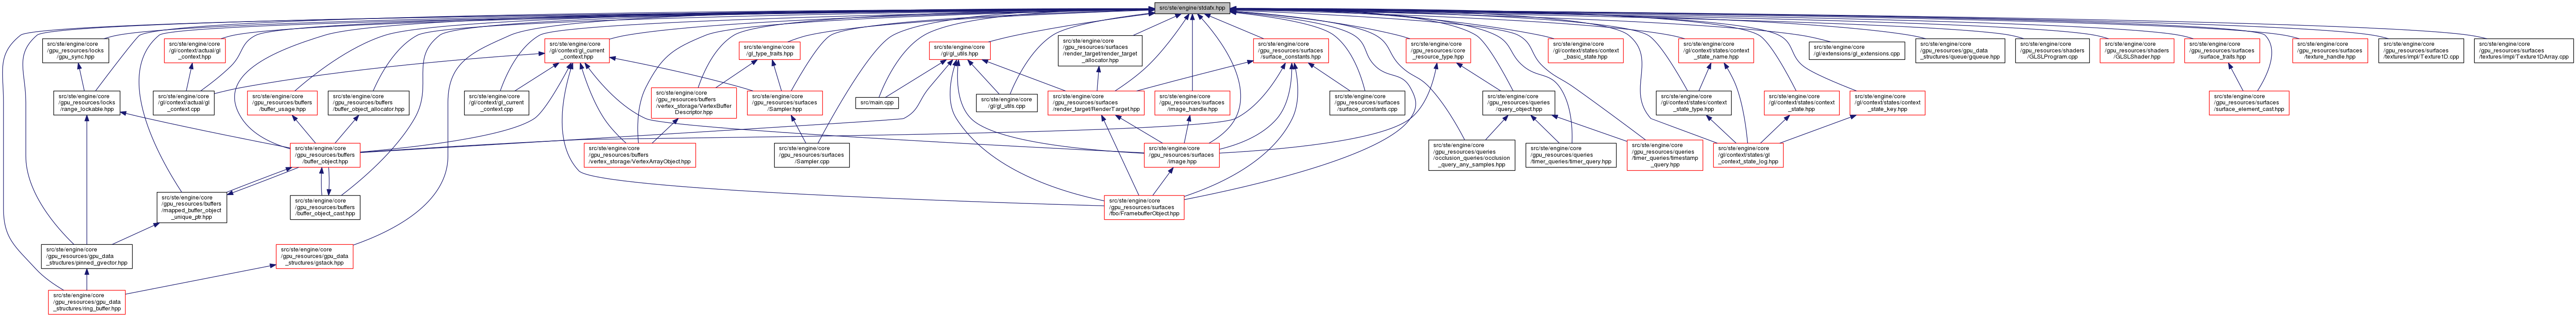 src/ste/engine/stdafx.hpp
src/ste/engine/core
/gpu_resources/locks
/gpu_sync.hpp
src/ste/engine/core
/gl/context/actual/gl
_context.hpp
src/ste/engine/core
/gl/context/gl_current
_context.hpp
src/ste/engine/core
/gl_type_traits.hpp
src/ste/engine/core
/gl/gl_utils.hpp
src/ste/engine/core
/gpu_resources/surfaces
/render_target/render_target
_allocator.hpp
src/ste/engine/core
/gpu_resources/surfaces
/surface_constants.hpp
src/ste/engine/core
/gpu_resources/core
_resource_type.hpp
src/ste/engine/core
/gl/context/states/context
_basic_state.hpp
src/ste/engine/core
/gl/context/states/context
_state_name.hpp
src/ste/engine/core
/gl/extensions/gl_extensions.cpp
src/ste/engine/core
/gpu_resources/gpu_data
_structures/queue/gqueue.hpp
src/ste/engine/core
/gpu_resources/shaders
/GLSLProgram.cpp
src/ste/engine/core
/gpu_resources/shaders
/GLSLShader.hpp
src/ste/engine/core
/gpu_resources/surfaces
/surface_traits.hpp
src/ste/engine/core
/gpu_resources/surfaces
/texture_handle.hpp
src/ste/engine/core
/gpu_resources/surfaces
/textures/impl/Texture1D.cpp
src/ste/engine/core
/gpu_resources/surfaces
/textures/impl/Texture1DArray.cpp
src/ste/engine/core
/gpu_resources/locks
/range_lockable.hpp
src/ste/engine/core
/gl/context/actual/gl
_context.cpp
src/ste/engine/core
/gpu_resources/buffers
/buffer_usage.hpp
src/ste/engine/core
/gpu_resources/buffers
/buffer_object_allocator.hpp
src/ste/engine/core
/gl/context/gl_current
_context.cpp
src/ste/engine/core
/gpu_resources/buffers
/vertex_storage/VertexBuffer
Descriptor.hpp
src/ste/engine/core
/gpu_resources/surfaces
/Sampler.hpp
src/main.cpp
src/ste/engine/core
/gl/gl_utils.cpp
src/ste/engine/core
/gpu_resources/surfaces
/render_target/RenderTarget.hpp
src/ste/engine/core
/gpu_resources/surfaces
/image_handle.hpp
src/ste/engine/core
/gpu_resources/surfaces
/surface_constants.cpp
src/ste/engine/core
/gpu_resources/queries
/query_object.hpp
src/ste/engine/core
/gl/context/states/context
_state_type.hpp
src/ste/engine/core
/gl/context/states/context
_state.hpp
src/ste/engine/core
/gl/context/states/context
_state_key.hpp
src/ste/engine/core
/gpu_resources/surfaces
/surface_element_cast.hpp
src/ste/engine/core
/gpu_resources/buffers
/buffer_object.hpp
src/ste/engine/core
/gpu_resources/buffers
/vertex_storage/VertexArrayObject.hpp
src/ste/engine/core
/gpu_resources/surfaces
/Sampler.cpp
src/ste/engine/core
/gpu_resources/surfaces
/image.hpp
src/ste/engine/core
/gpu_resources/queries
/occlusion_queries/occlusion
_query_any_samples.hpp
src/ste/engine/core
/gpu_resources/queries
/timer_queries/timer_query.hpp
src/ste/engine/core
/gpu_resources/queries
/timer_queries/timestamp
_query.hpp
src/ste/engine/core
/gl/context/states/gl
_context_state_log.hpp
src/ste/engine/core
/gpu_resources/buffers
/mapped_buffer_object
_unique_ptr.hpp
src/ste/engine/core
/gpu_resources/buffers
/buffer_object_cast.hpp
src/ste/engine/core
/gpu_resources/surfaces
/fbo/FramebufferObject.hpp
src/ste/engine/core
/gpu_resources/gpu_data
_structures/pinned_gvector.hpp
src/ste/engine/core
/gpu_resources/gpu_data
_structures/gstack.hpp
src/ste/engine/core
/gpu_resources/gpu_data
_structures/ring_buffer.hpp